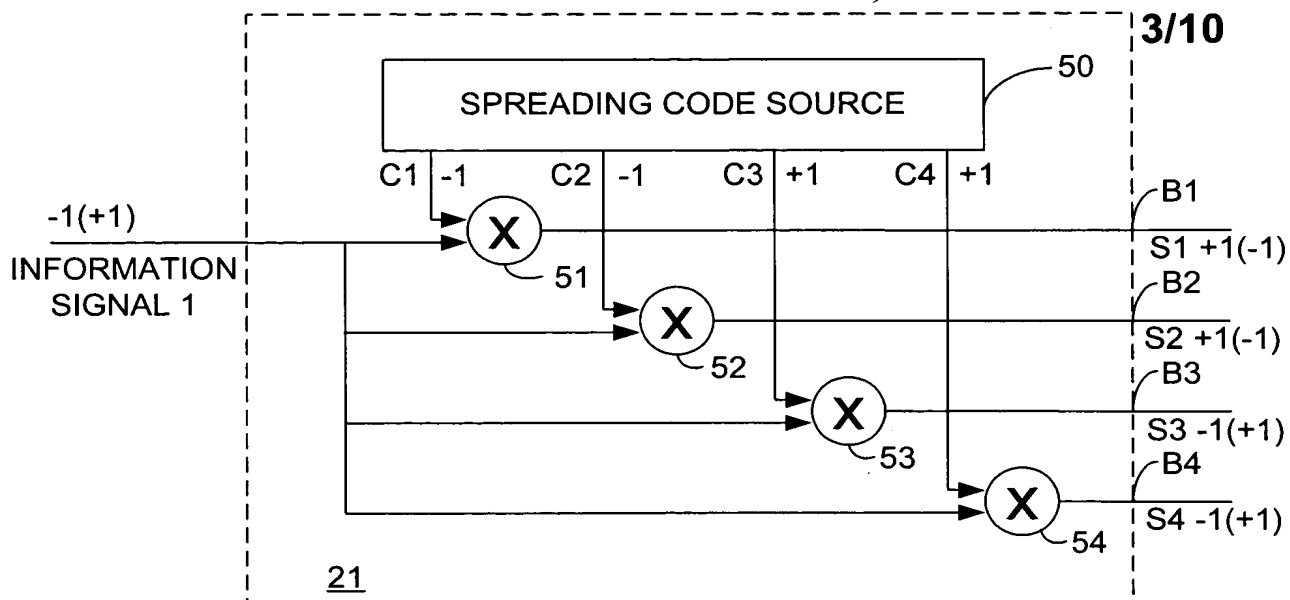 3/10
50
SPREADING CODE SOURCE
C1 -1 C2 -1 C3 +1 C4 +1
-1(+1)
INFORMATION
SIGNAL 1
X
51
B1
S1 +1(-1)
X
52
B2
S2 +1(-1)
X
53
B3
S3 -1(+1)
X
54
B4
S4 -1(+1)
21